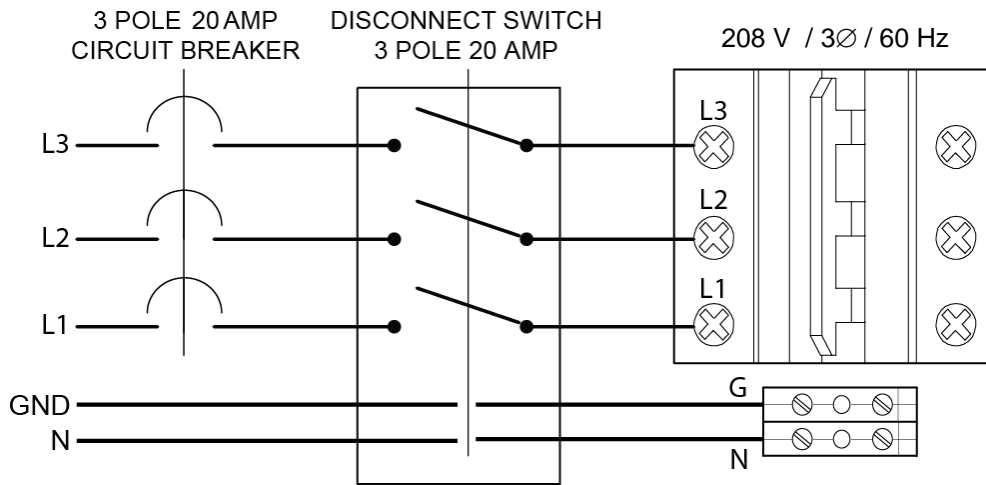 3 POLE 20 AMP
CIRCUIT BREAKER
DISCONNECT SWITCH
3 POLE 20 AMP
208 V / 3Ø / 60 Hz
L3
L3
L2
L2
L1
L1
GND
G
N
N